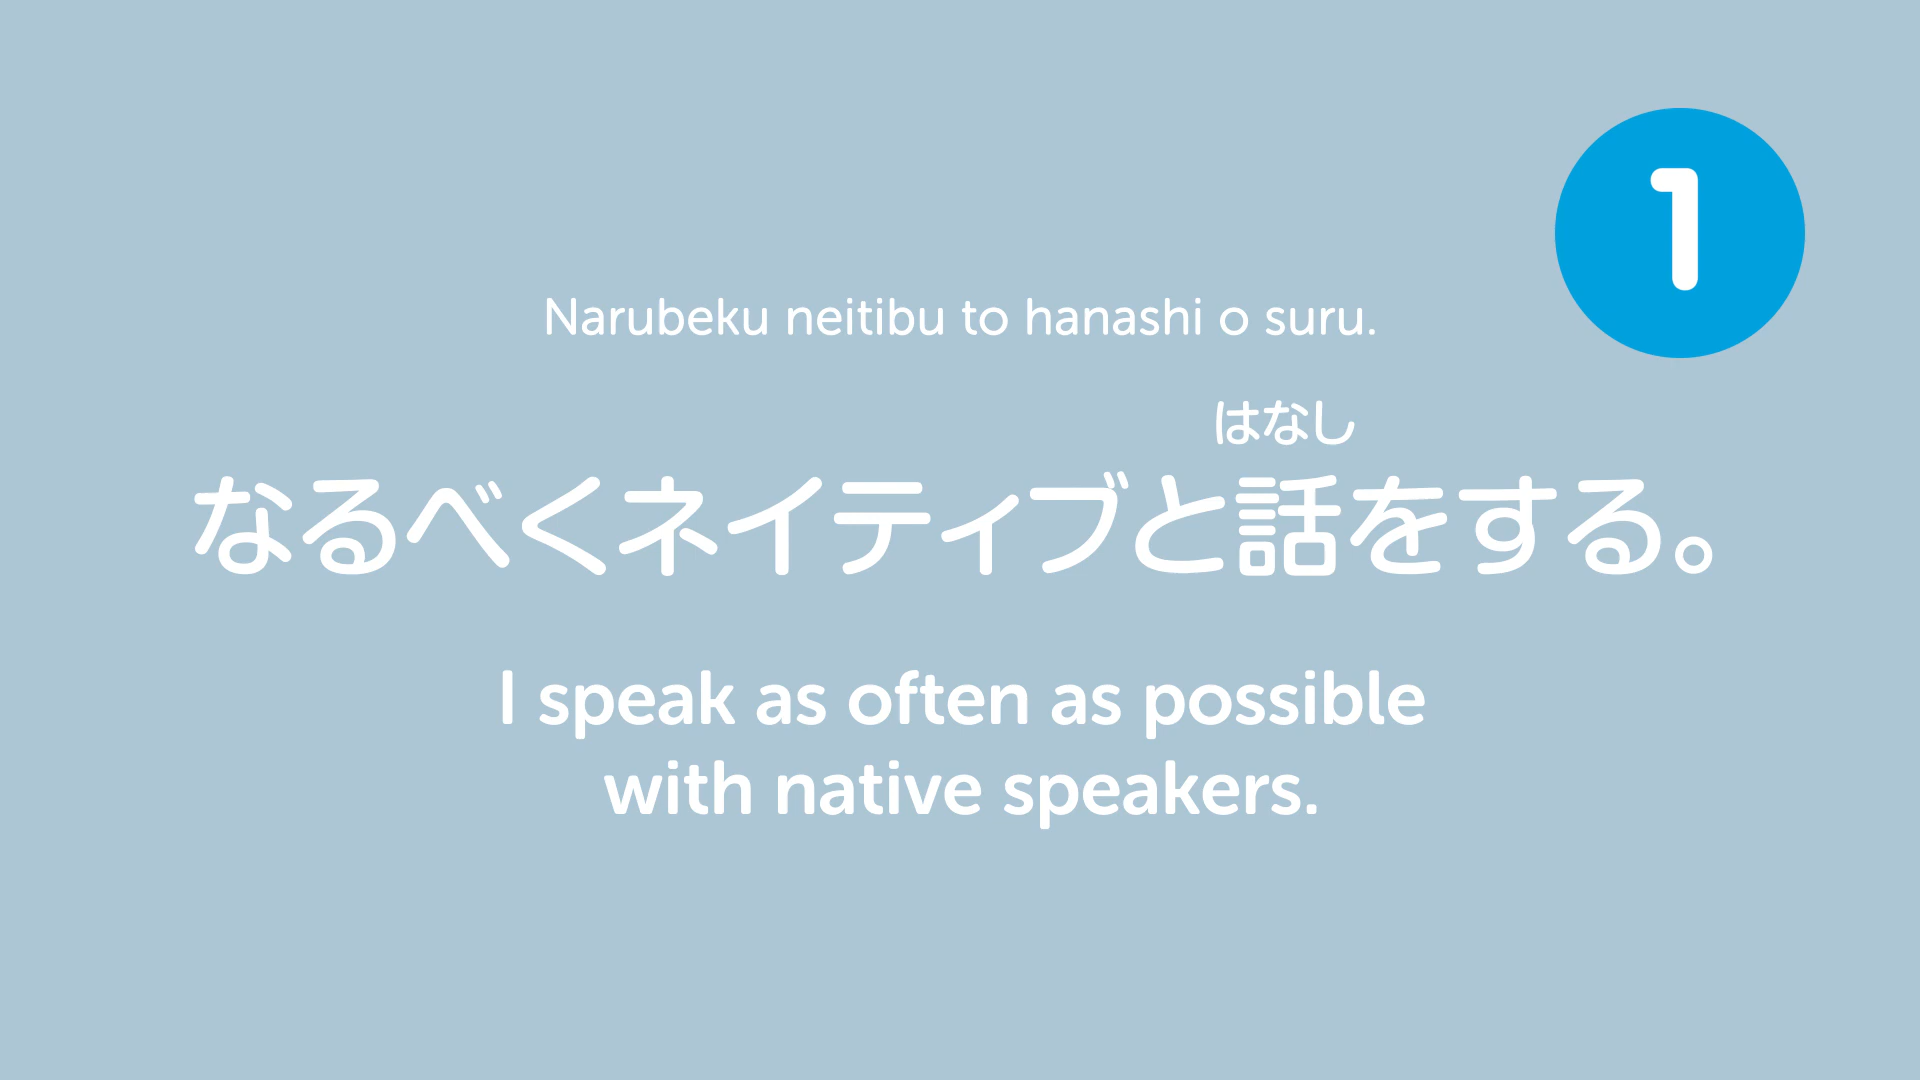 1
Narubeku neitibu to hanashi o suru.
はなし
なるべくネイティブと話をする。
I speak as often as possible
with native speakers.